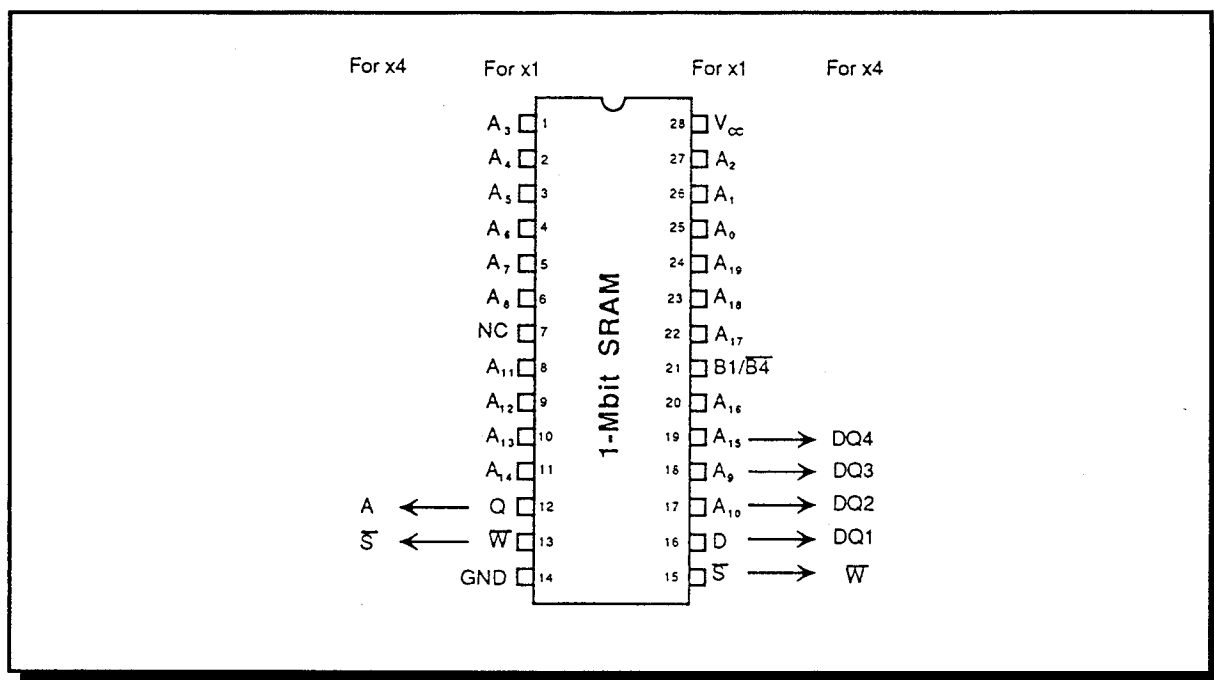 For x4 For x1 For x1 For x4
A₃ 1 28 Vcc
A₄ 2 27 A₂
A₅ 3 26 A₁
A₆ 4 25 A₀
A₇ 5 24 A₁₉
A₈ 6 23 A₁₈
NC 7 22 A₁₇
A₁₁ 8 21 B1/B̅4̅
A₁₂ 9 20 A₁₆
A₁₃ 10 19 A₁₅ → DQ4
A₁₄ 11 18 A₉ → DQ3
A ← Q 12 17 A₁₀ → DQ2
S̅ ← W̅ 13 16 D → DQ1
GND 14 15 S̅ → W̅
1-Mbit SRAM